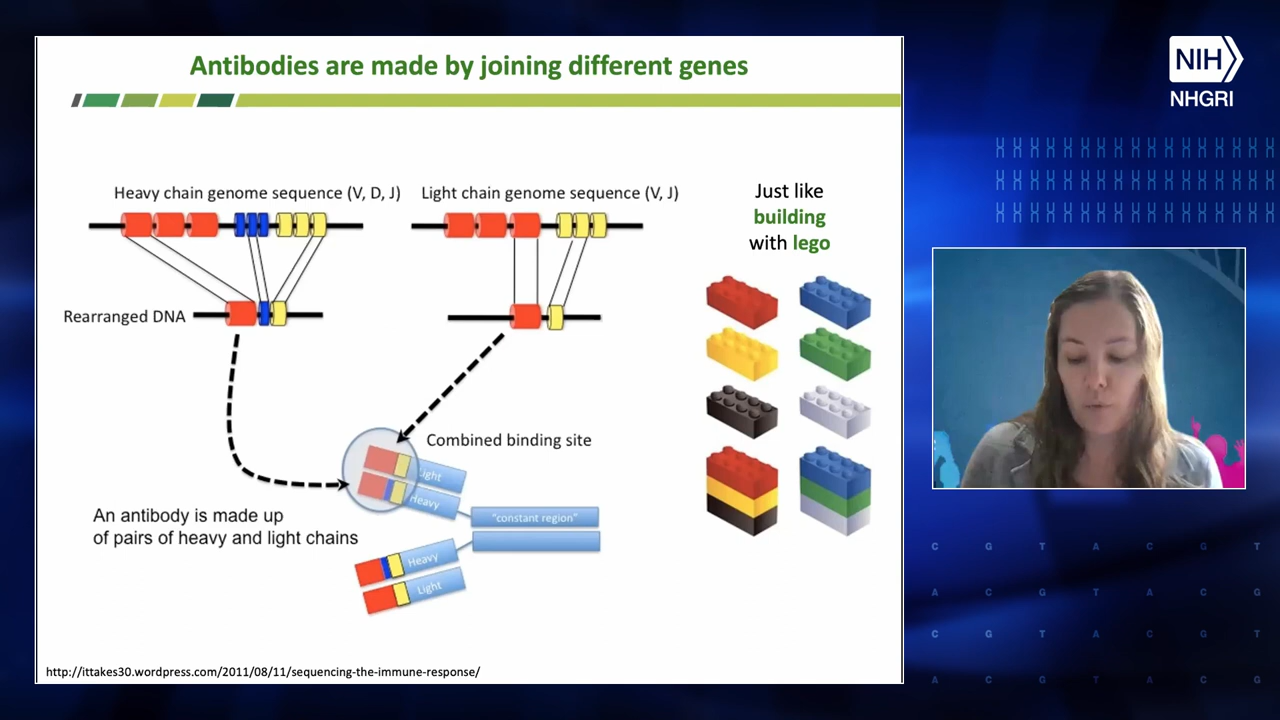 Antibodies are made by joining different genes
NIH
NHGRI
Heavy chain genome sequence (V, D, J)
Light chain genome sequence (V, J)
Just like
building
with lego
Rearranged DNA
Combined binding site
Light
Heavy
"constant region"
An antibody is made up
of pairs of heavy and light chains
Heavy
Light
http://ittakes30.wordpress.com/2011/08/11/sequencing-the-immune-response/
C G T A C G T
A C G T A C G
C G T A C G T
A C G T A C G